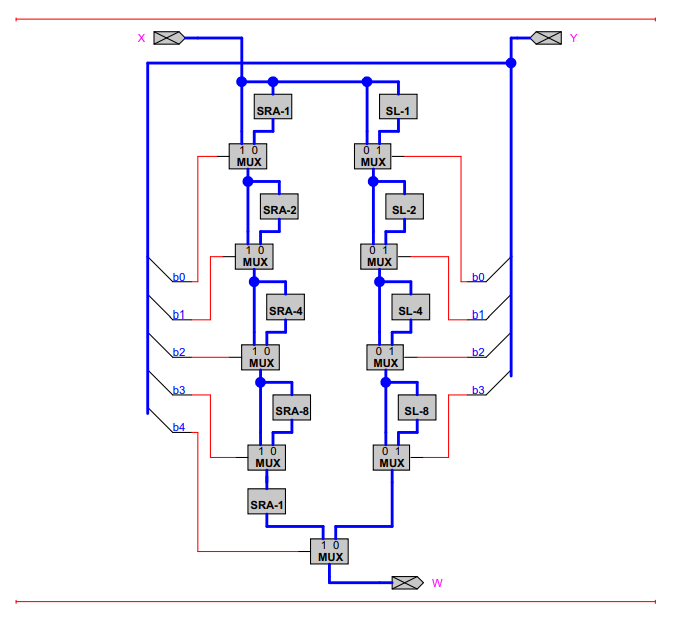 X Y
SRA-1 SL-1
1 0 0 1
MUX MUX
SRA-2 SL-2
1 0 0 1
MUX MUX
b0 b0
SRA-4 SL-4
b1 b1
1 0 0 1
b2 MUX MUX b2
b3 b3
SRA-8 SL-8
b4
1 0 0 1
MUX MUX
SRA-1
1 0
MUX
W